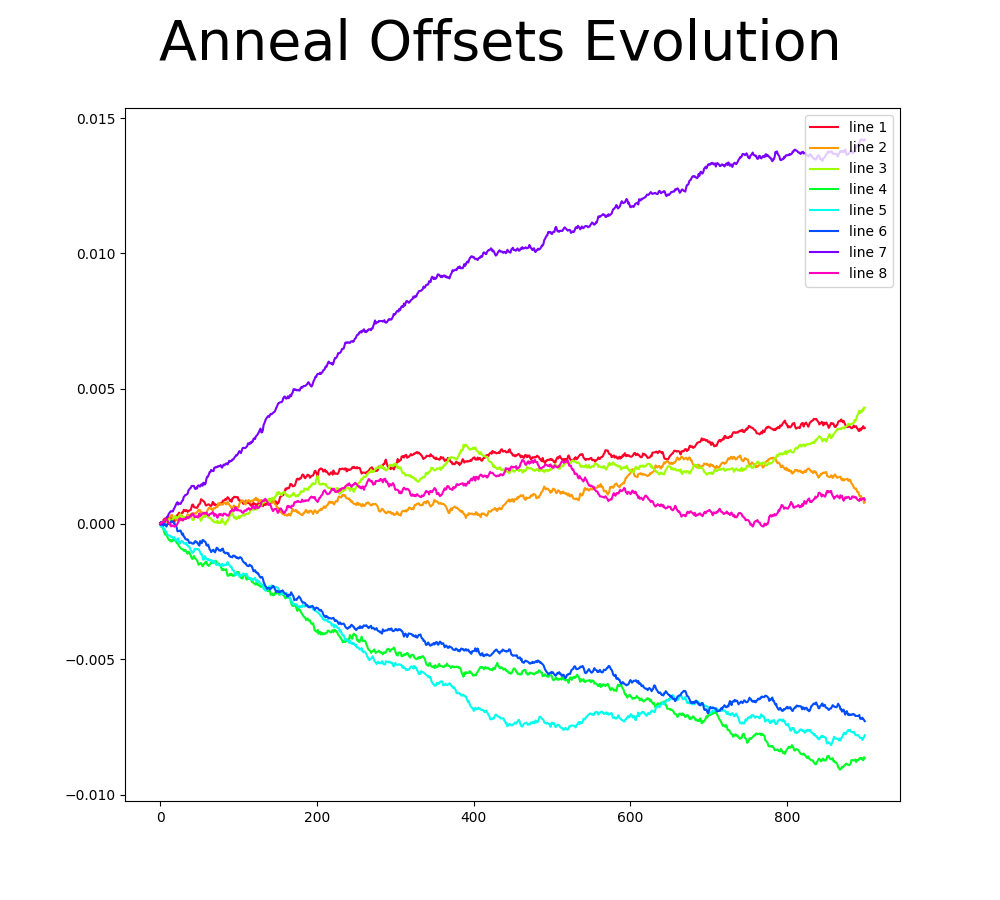 Anneal Offsets Evolution
0.015
0.010
0.005
0.000
−0.005
−0.010
0 200 400 600 800
line 1
line 2
line 3
line 4
line 5
line 6
line 7
line 8